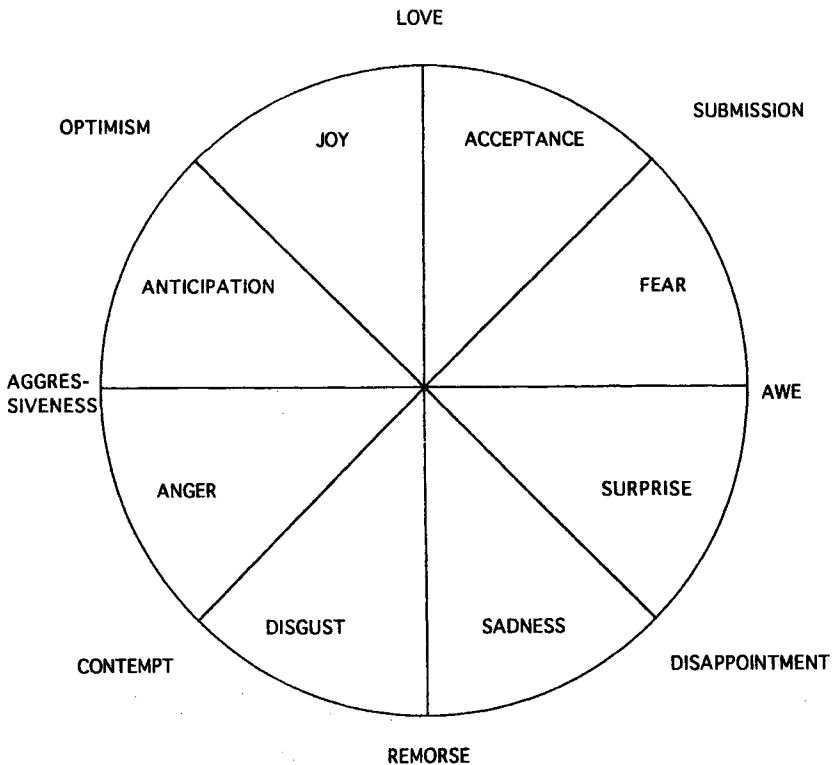 LOVE
OPTIMISM
SUBMISSION
JOY
ACCEPTANCE
ANTICIPATION
FEAR
AGGRES-
SIVENESS
AWE
ANGER
SURPRISE
DISGUST
SADNESS
CONTEMPT
DISAPPOINTMENT
REMORSE